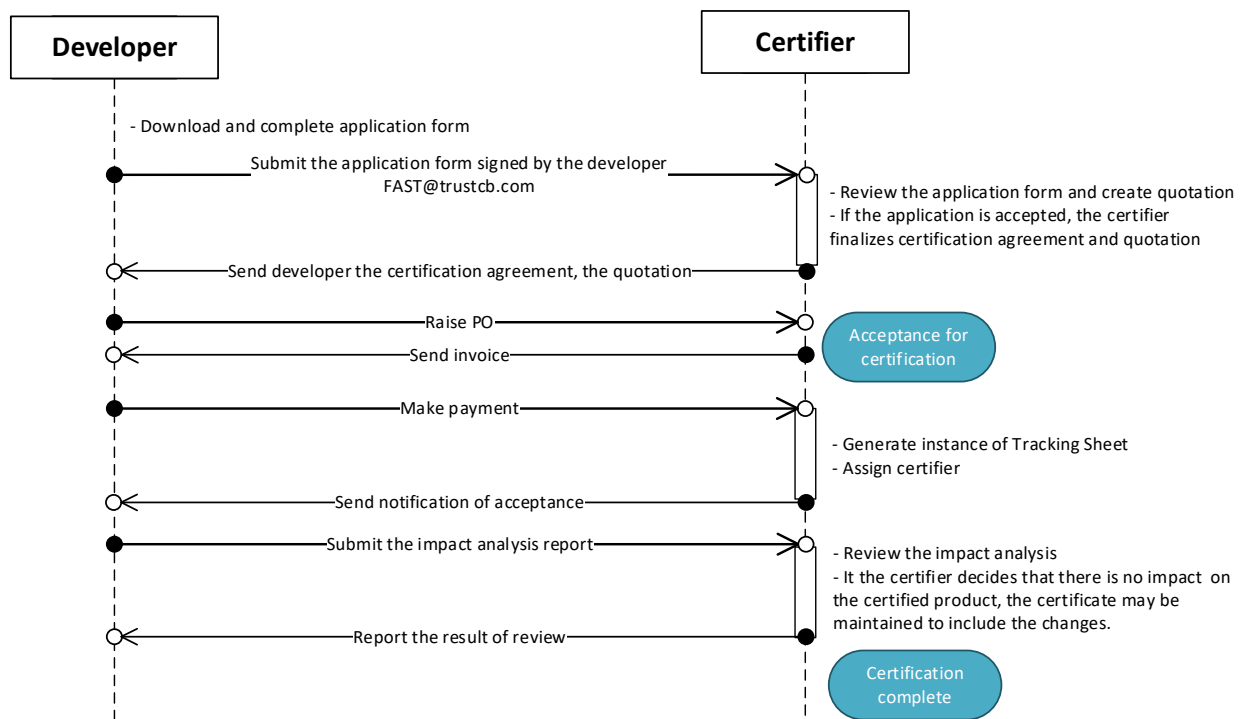 Developer
Certifier
- Download and complete application form
Submit the application form signed by the developer
FAST@trustcb.com
- Review the application form and create quotation
- If the application is accepted, the certifier
finalizes certification agreement and quotation
Send developer the certification agreement, the quotation
Raise PO
Acceptance for
certification
Send invoice
Make payment
- Generate instance of Tracking Sheet
- Assign certifier
Send notification of acceptance
Submit the impact analysis report
- Review the impact analysis
- It the certifier decides that there is no impact on
the certified product, the certificate may be
maintained to include the changes.
Report the result of review
Certification
complete